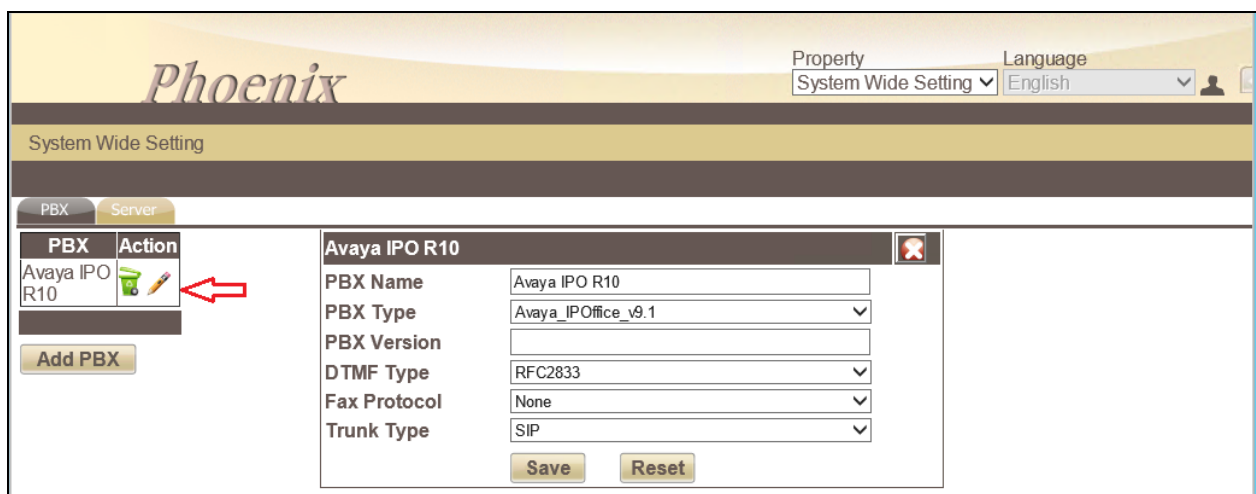 Phoenix
Property Language
System Wide Setting English
System Wide Setting
PBX Server
PBX Action
Avaya IPO R10
Add PBX
Avaya IPO R10
PBX Name Avaya IPO R10
PBX Type Avaya_IPOffice_v9.1
PBX Version
DTMF Type RFC2833
Fax Protocol None
Trunk Type SIP
Save Reset